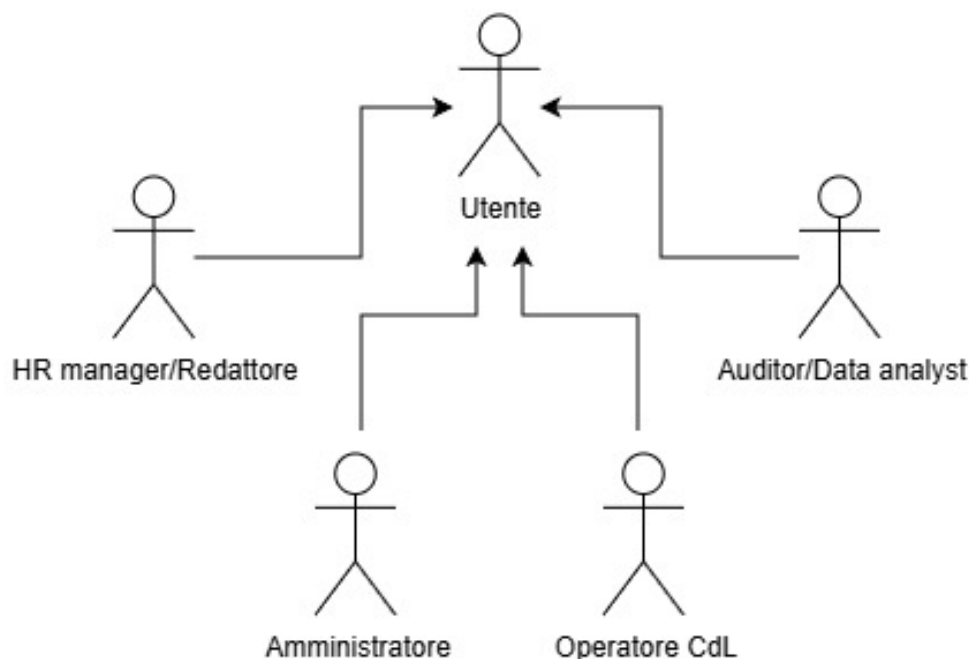 Utente
HR manager/Redattore
Auditor/Data analyst
Amministratore
Operatore CdL